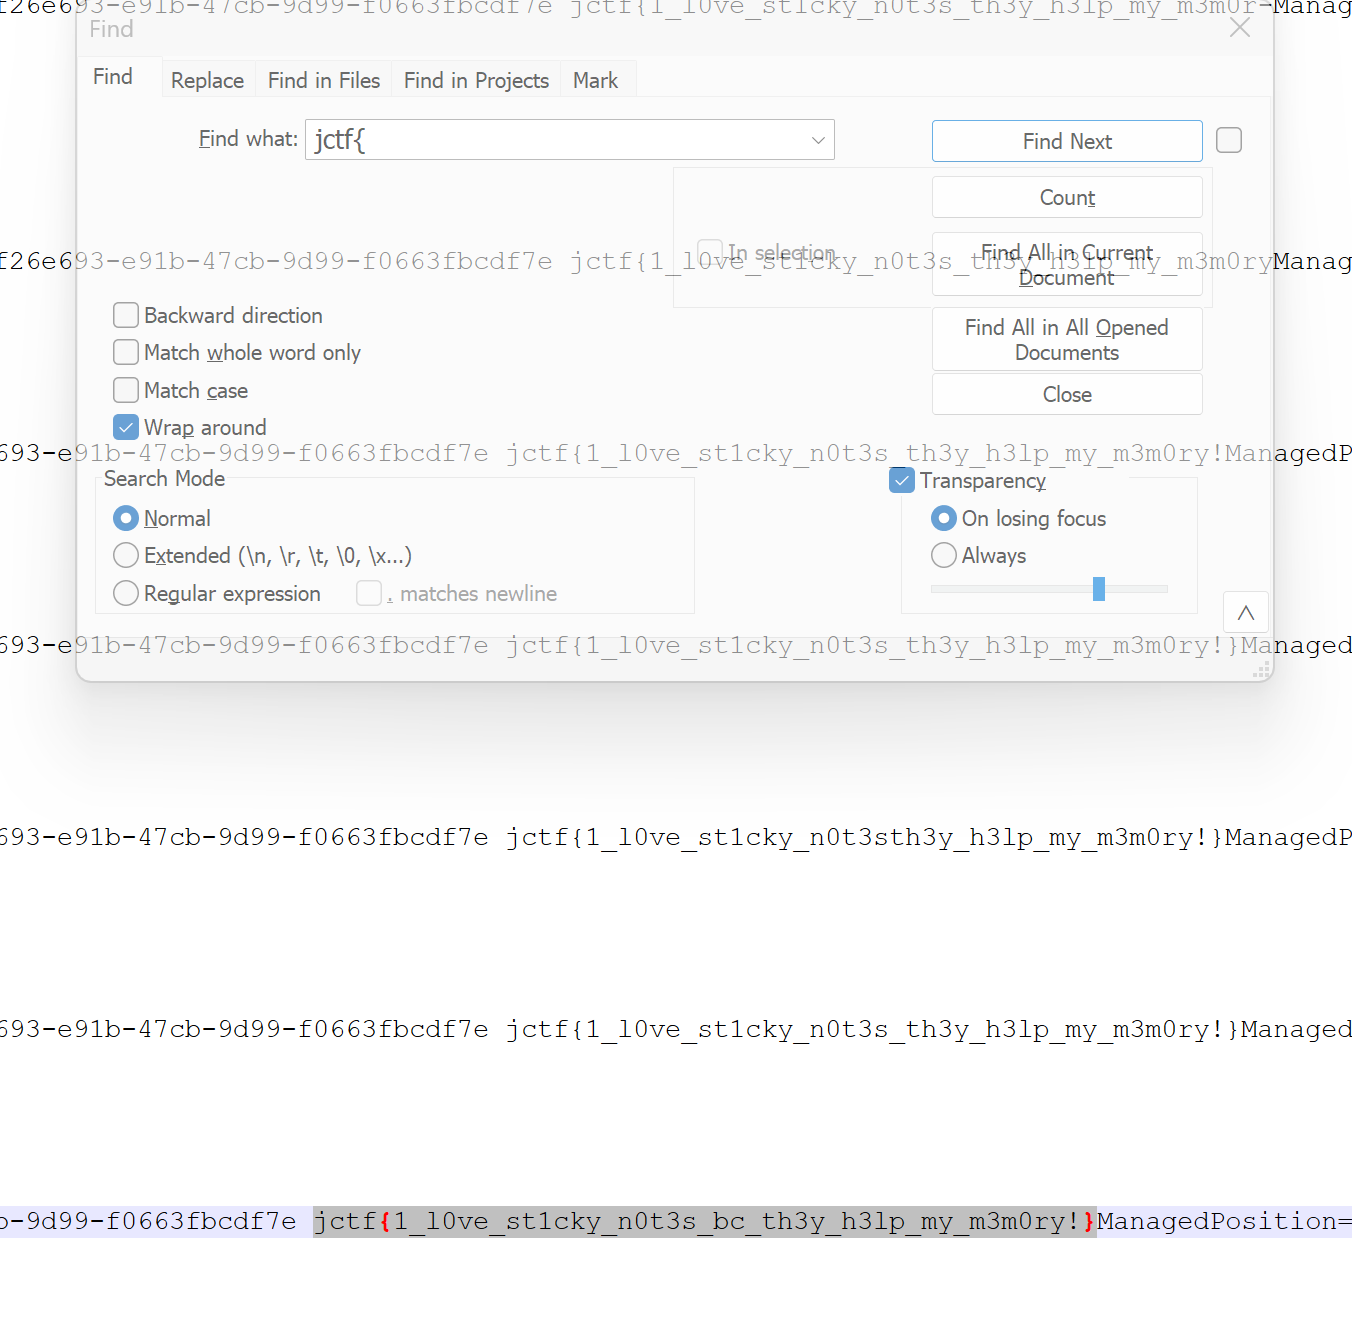 f26e693-e91b-47cb-9d99-f0663fbcdf7e jctf{1_l0ve_st1cky_n0t3s_th3y_h3lp_my_m3m0r-Manag
Find
Find Replace Find in Files Find in Projects Mark
Find what: jctf{ Find Next
Count
f26e693-e91b-47cb-9d99-f0663fbcdf7e jctf{1_l0ve_st1cky_n0t3s_th3y_h3lp_my_m3m0ryManag
In selection
Find All in Current
Document
Backward direction
Find All in All Opened
Documents
Match whole word only
Match case
Close
Wrap around
693-e91b-47cb-9d99-f0663fbcdf7e jctf{1_l0ve_st1cky_n0t3s_th3y_h3lp_my_m3m0ry!ManagedP
Search Mode
Transparency
Normal
On losing focus
Extended (\n, \r, \t, \0, \x...)
Always
Regular expression
. matches newline
693-e91b-47cb-9d99-f0663fbcdf7e jctf{1_l0ve_st1cky_n0t3s_th3y_h3lp_my_m3m0ry!}Managed
693-e91b-47cb-9d99-f0663fbcdf7e jctf{1_l0ve_st1cky_n0t3sth3y_h3lp_my_m3m0ry!}ManagedP
693-e91b-47cb-9d99-f0663fbcdf7e jctf{1_l0ve_st1cky_n0t3s_th3y_h3lp_my_m3m0ry!}Managed
b-9d99-f0663fbcdf7e jctf{1_l0ve_st1cky_n0t3s_bc_th3y_h3lp_my_m3m0ry!}ManagedPosition=